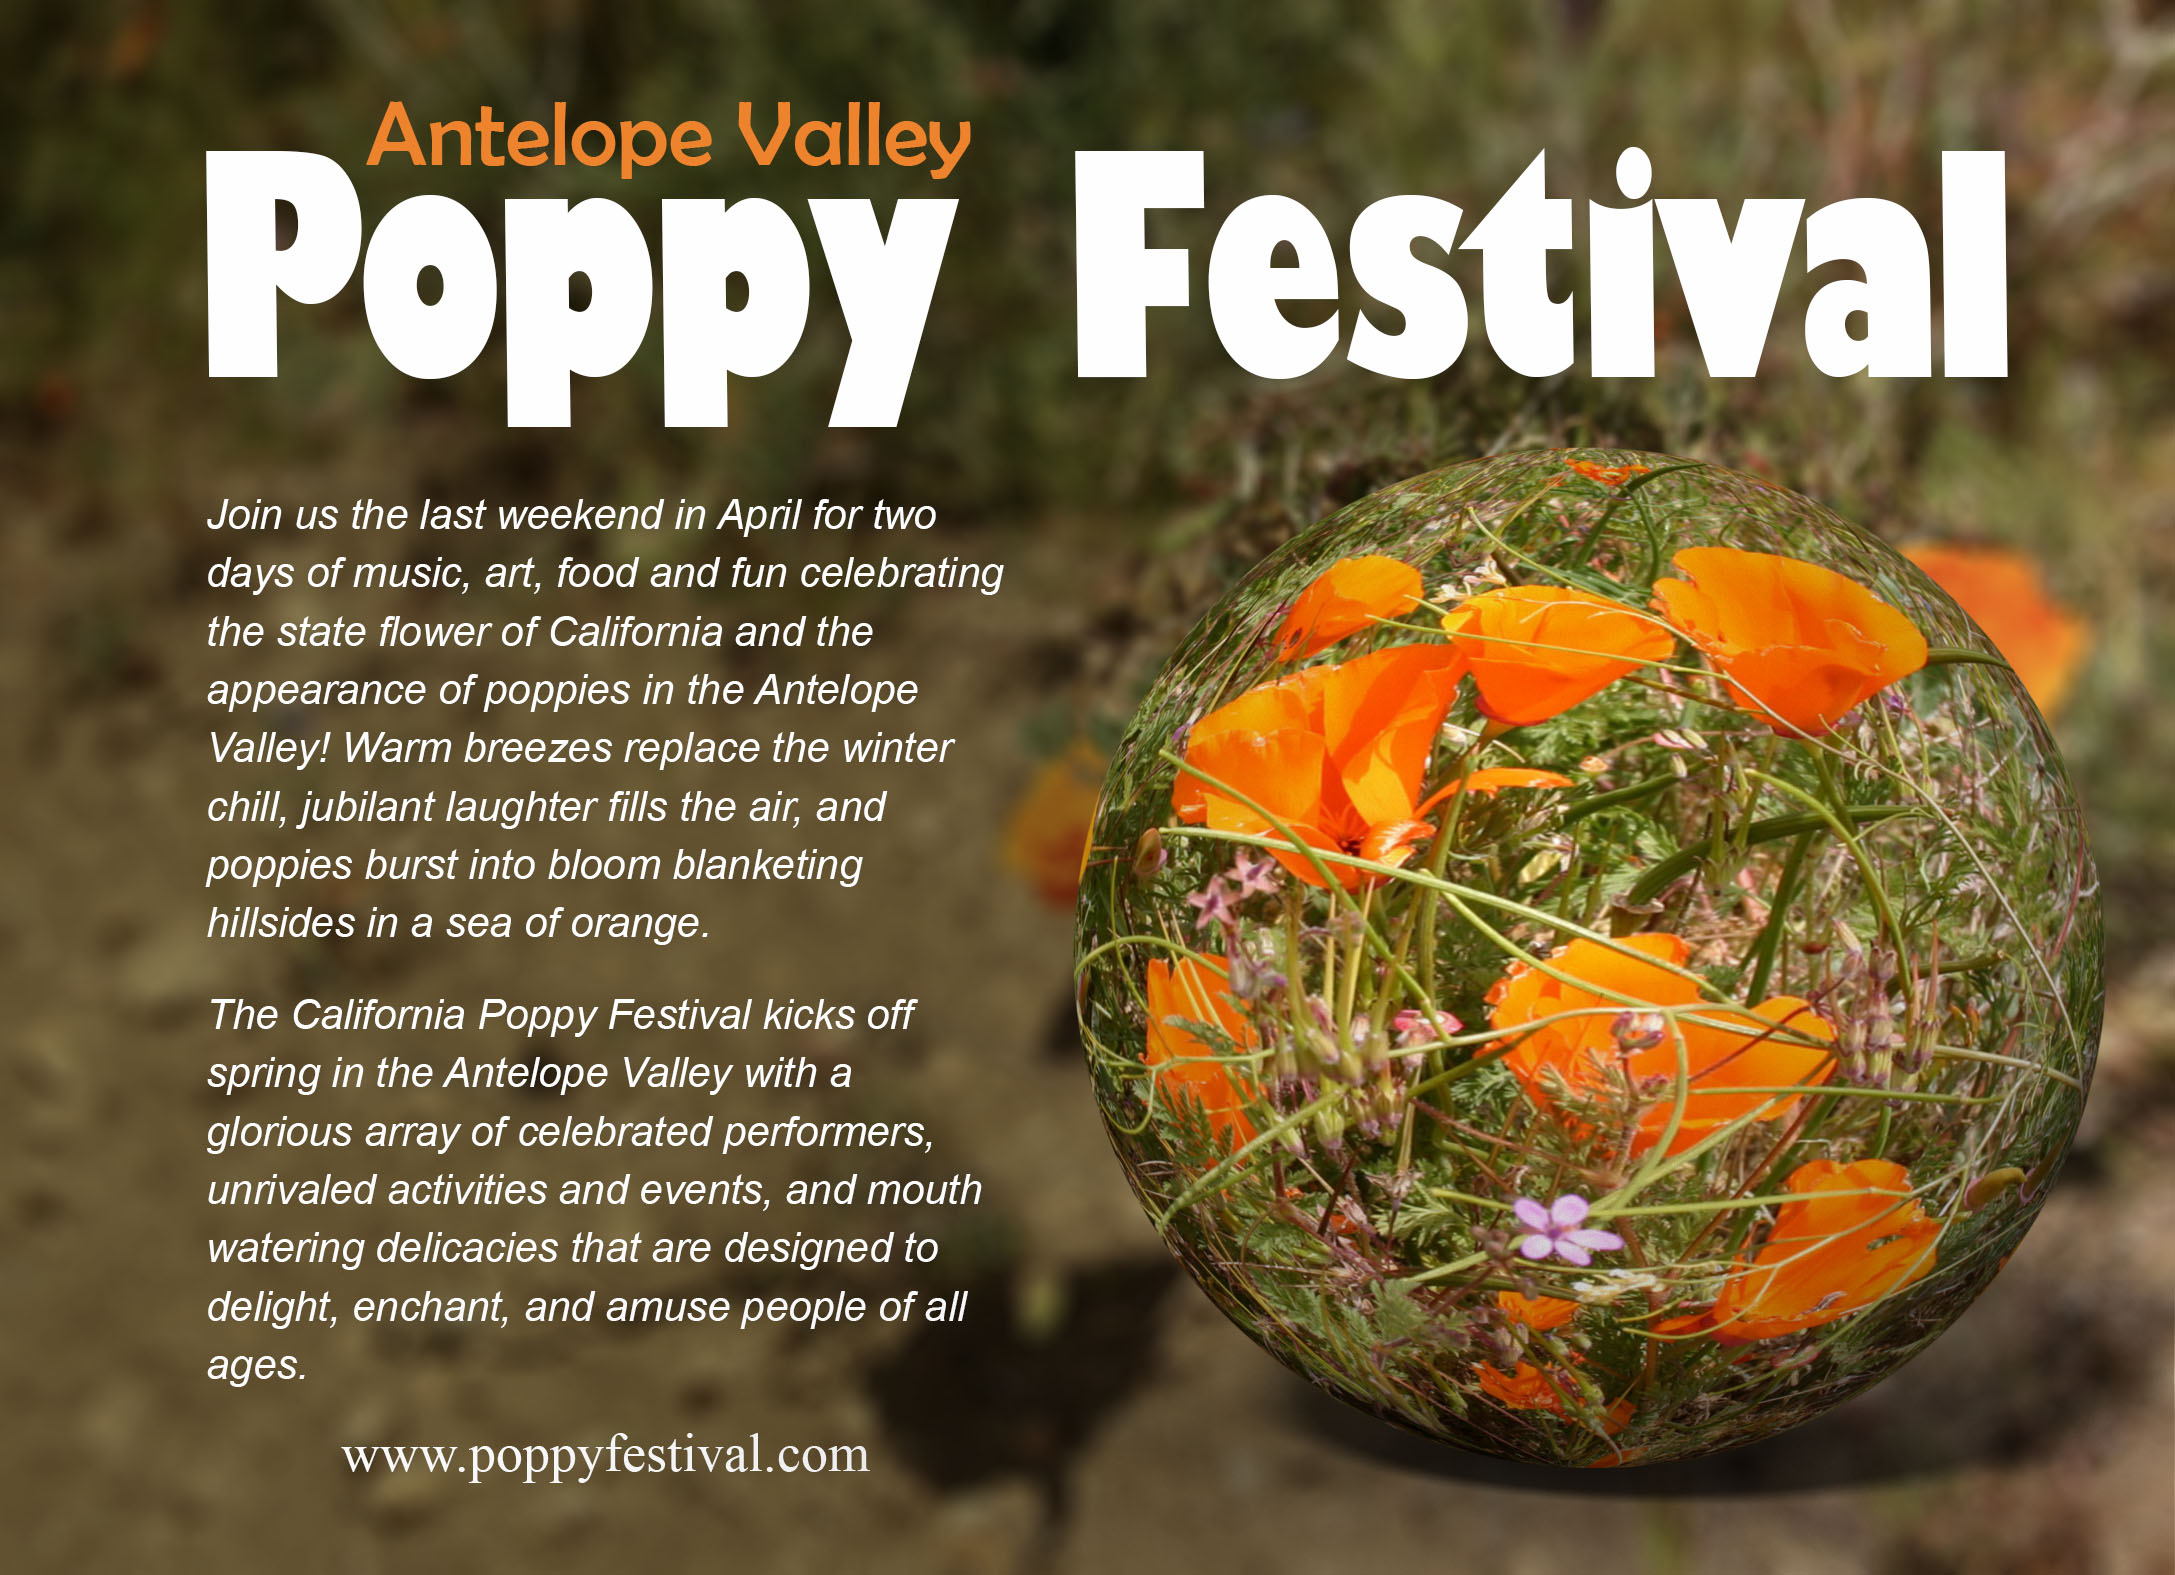 Antelope Valley
Poppy Festival
Join us the last weekend in April for two
days of music, art, food and fun celebrating
the state flower of California and the
appearance of poppies in the Antelope
Valley! Warm breezes replace the winter
chill, jubilant laughter fills the air, and
poppies burst into bloom blanketing
hillsides in a sea of orange.
The California Poppy Festival kicks off
spring in the Antelope Valley with a
glorious array of celebrated performers,
unrivaled activities and events, and mouth
watering delicacies that are designed to
delight, enchant, and amuse people of all
ages.
www.poppyfestival.com